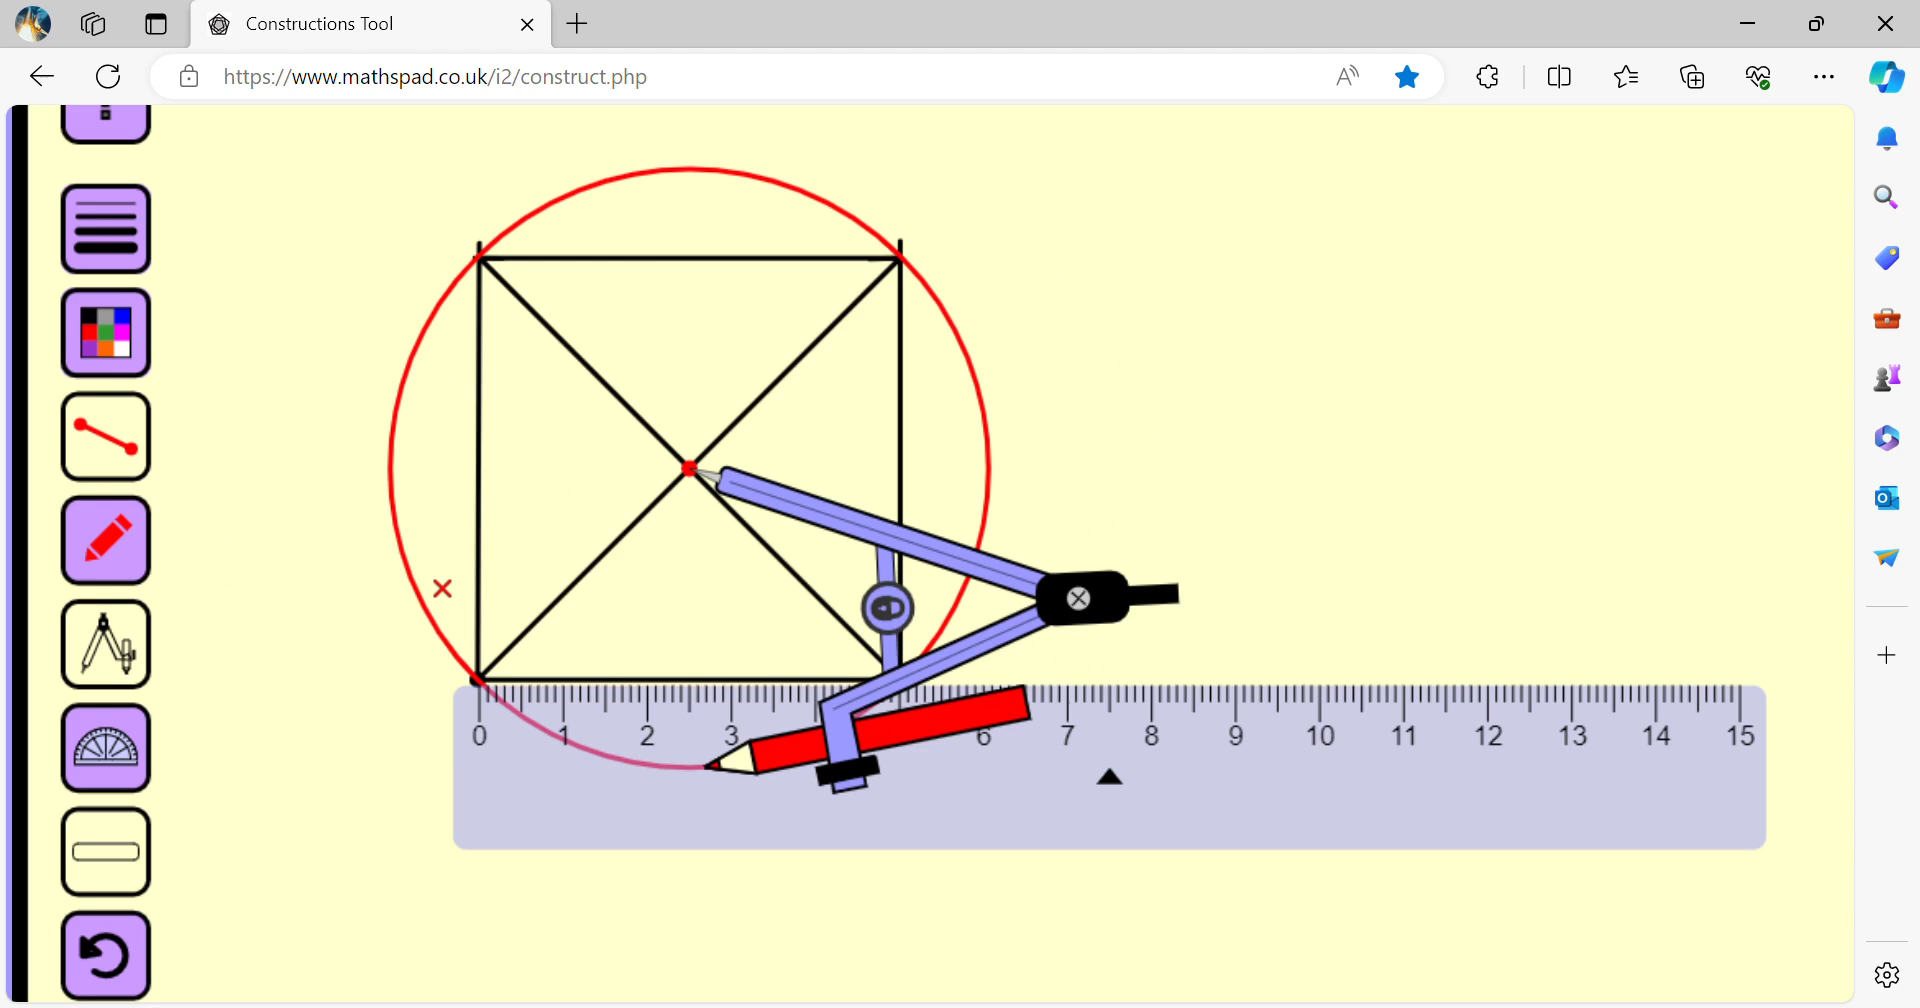 Constructions Tool
https://www.mathspad.co.uk/i2/construct.php
0 1 2 3 6 7 8 9 10 11 12 13 14 15